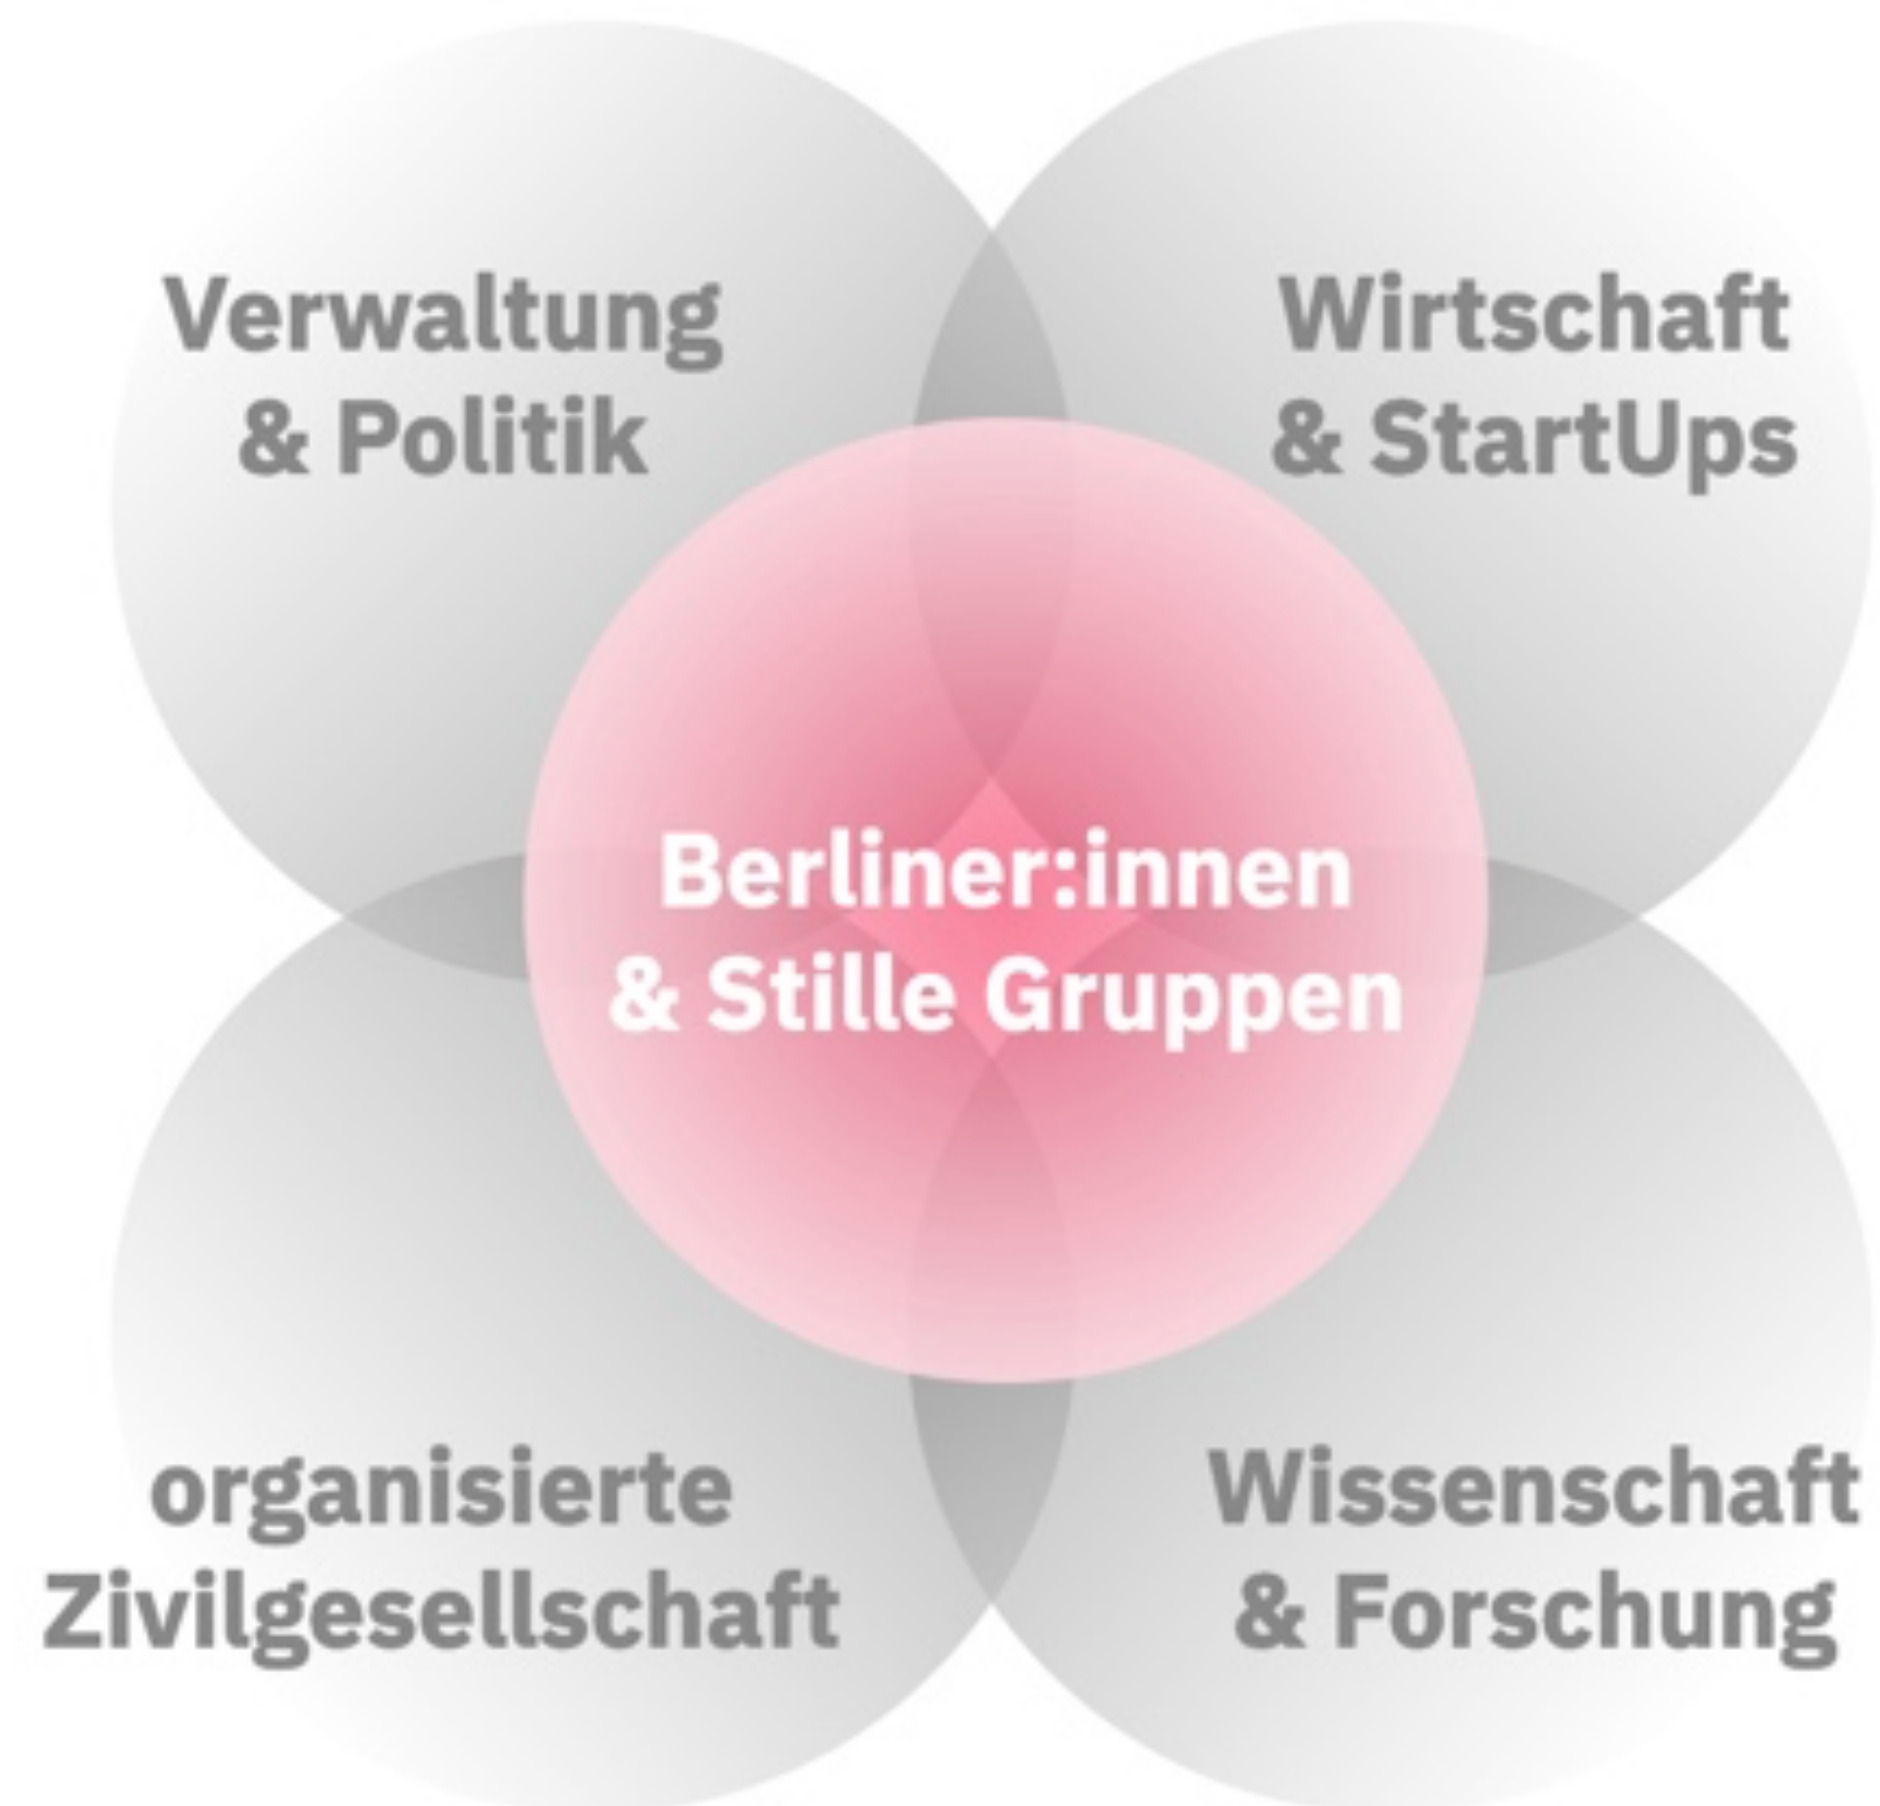 Verwaltung
& Politik
Wirtschaft
& StartUps
Berliner:innen
& Stille Gruppen
organisierte
Zivilgesellschaft
Wissenschaft
& Forschung